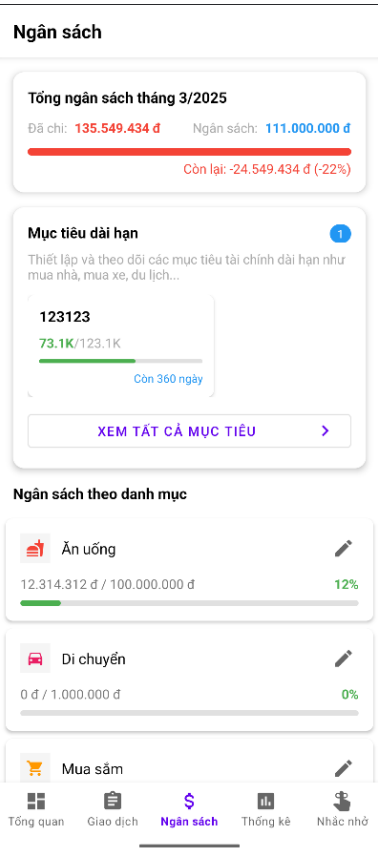 Ngân sách
Tổng ngân sách tháng 3/2025
Đã chi: 135.549.434 đ Ngân sách: 111.000.000 đ
Còn lại: -24.549.434 đ (-22%)
Mục tiêu dài hạn 1
Thiết lập và theo dõi các mục tiêu tài chính dài hạn như
mua nhà, mua xe, du lịch...
123123
73.1K/123.1K
Còn 360 ngày
XEM TẤT CẢ MỤC TIÊU
Ngân sách theo danh mục
Ăn uống
12.314.312 đ / 100.000.000 đ 12%
Di chuyển
0 đ / 1.000.000 đ 0%
Mua sắm
Tổng quan Giao dịch Ngân sách Thống kê Nhắc nhở